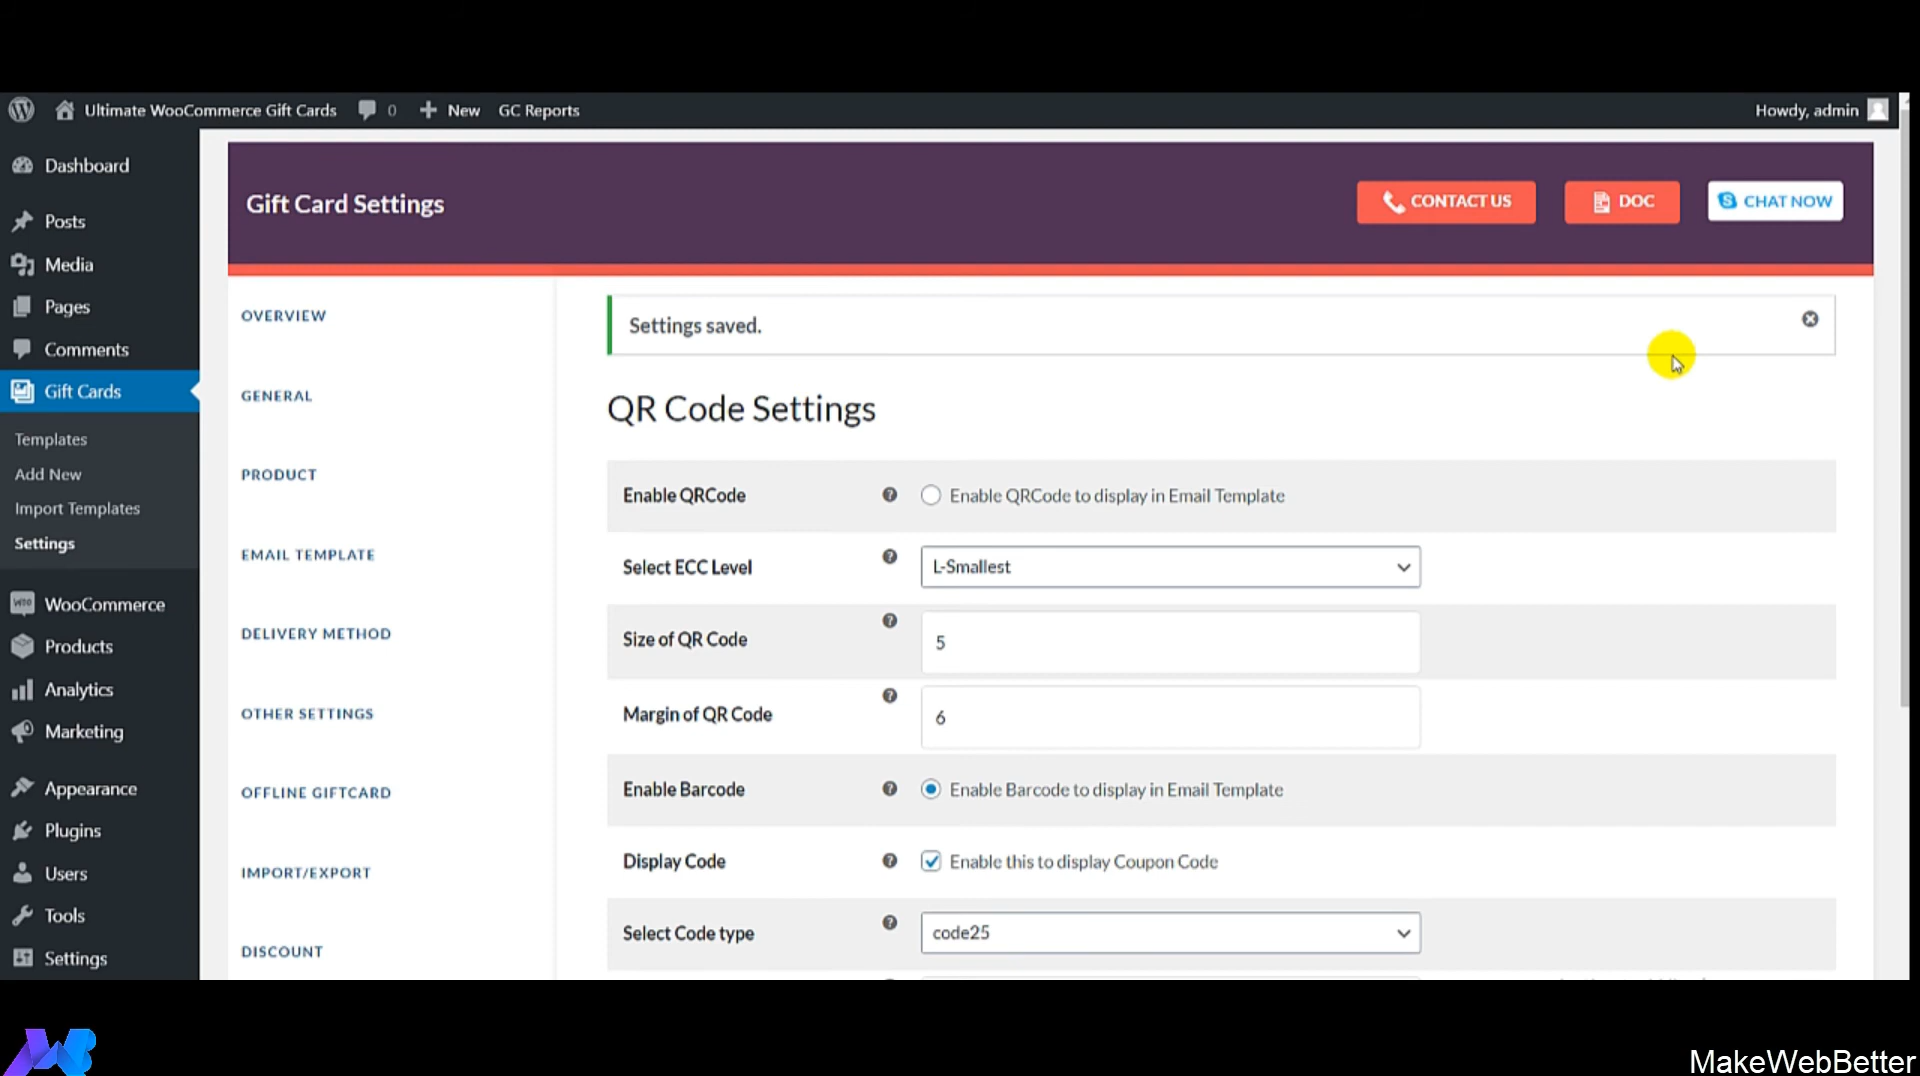 Ultimate WooCommerce Gift Cards 0 New GC Reports Howdy, admin
Dashboard
Posts
Media
Pages
Comments
Gift Cards
Templates
Add New
Import Templates
Settings
WooCommerce
Products
Analytics
Marketing
Appearance
Plugins
Users
Tools
Settings
Gift Card Settings
CONTACT US
DOC
CHAT NOW
OVERVIEW
GENERAL
PRODUCT
EMAIL TEMPLATE
DELIVERY METHOD
OTHER SETTINGS
OFFLINE GIFTCARD
IMPORT/EXPORT
DISCOUNT
Settings saved.
QR Code Settings
Enable QRCode Enable QRCode to display in Email Template
Select ECC Level L-Smallest
Size of QR Code 5
Margin of QR Code 6
Enable Barcode Enable Barcode to display in Email Template
Display Code Enable this to display Coupon Code
Select Code type code25
MakeWebBetter